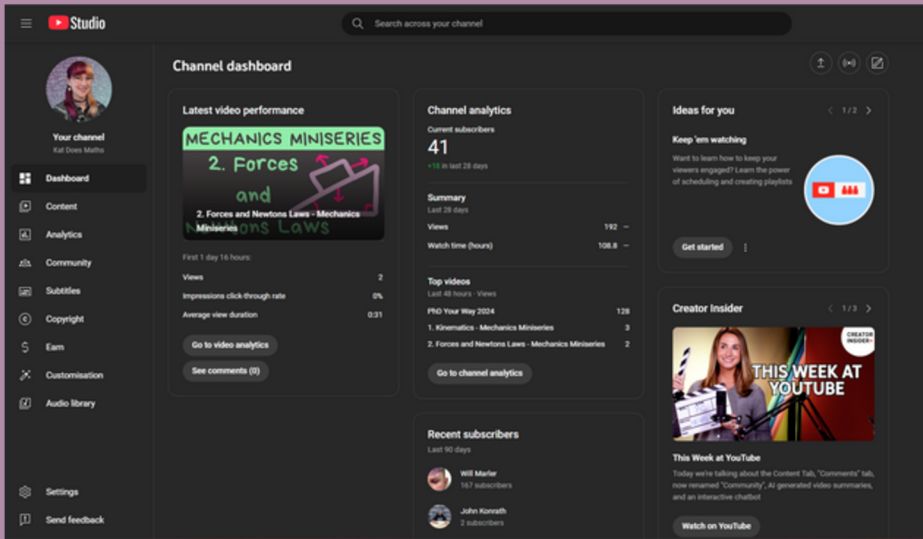 Studio
Search across your channel
Channel dashboard
Your channel
Kat Does Maths
Dashboard
Content
Analytics
Community
Subtitles
Copyright
Earn
Customisation
Audio library
Settings
Send feedback
Latest video performance
MECHANICS MINISERIES
2. Forces
and
Newtons Laws
2. Forces and Newtons Laws - Mechanics
Miniseries
First 1 day 16 hours:
Views 2
Impressions click-through rate 0%
Average view duration 0:31
Go to video analytics
See comments (0)
Channel analytics
Current subscribers
41
+18 in last 28 days
Summary
Last 28 days
Views 192 —
Watch time (hours) 108.8 —
Top videos
Last 48 hours · Views
PhD Your Way 2024 128
1. Kinematics - Mechanics Miniseries 3
2. Forces and Newtons Laws - Mechanics Miniseries 2
Go to channel analytics
Recent subscribers
Last 90 days
Will Marler
167 subscribers
John Konrath
2 subscribers
Ideas for you
1/2
Keep 'em watching
Want to learn how to keep your
viewers engaged? Learn the power
of scheduling and creating playlists
Get started
Creator Insider
1/3
CREATOR
INSIDER
THIS WEEK AT
YOUTUBE
This Week at YouTube
Today we're talking about the Content Tab, "Comments" tab,
now renamed "Community", AI generated video summaries,
and an interactive chatbot
Watch on YouTube